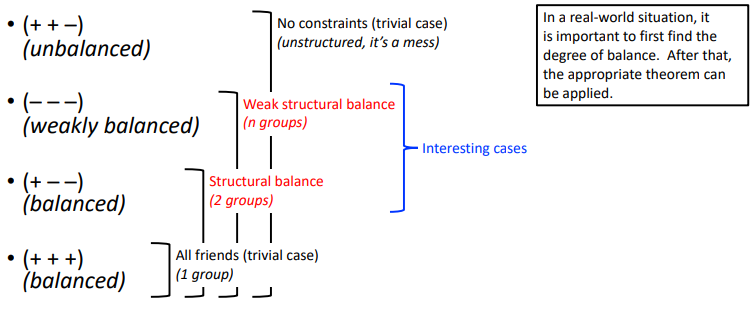 • (+ + –)
(unbalanced)
No constraints (trivial case)
(unstructured, it's a mess)
In a real-world situation, it
is important to first find the
degree of balance.  After that,
the appropriate theorem can
be applied.
• (– – –)
(weakly balanced)
Weak structural balance
(n groups)
Interesting cases
• (+ – –)
(balanced)
Structural balance
(2 groups)
• (+ + +)
(balanced)
All friends (trivial case)
(1 group)